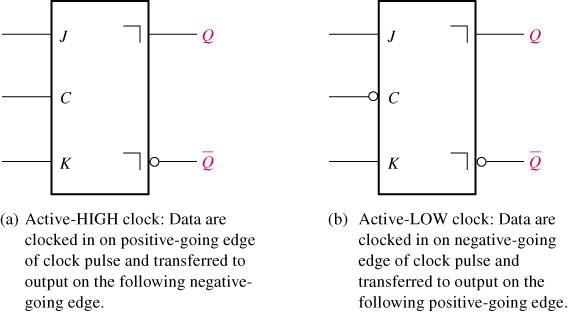 J Q
C
K Q̅
J Q
C
K Q̅
(a) Active-HIGH clock: Data are
clocked in on positive-going edge
of clock pulse and transferred to
output on the following negative-
going edge.
(b) Active-LOW clock: Data are
clocked in on negative-going
edge of clock pulse and
transferred to output on the
following positive-going edge.